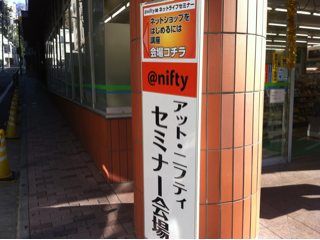 @nifty ネットライフセミナー
ネットショップを
はじめるには
講座
会場コチラ
@nifty
アット・ニフティ
セミナー会場